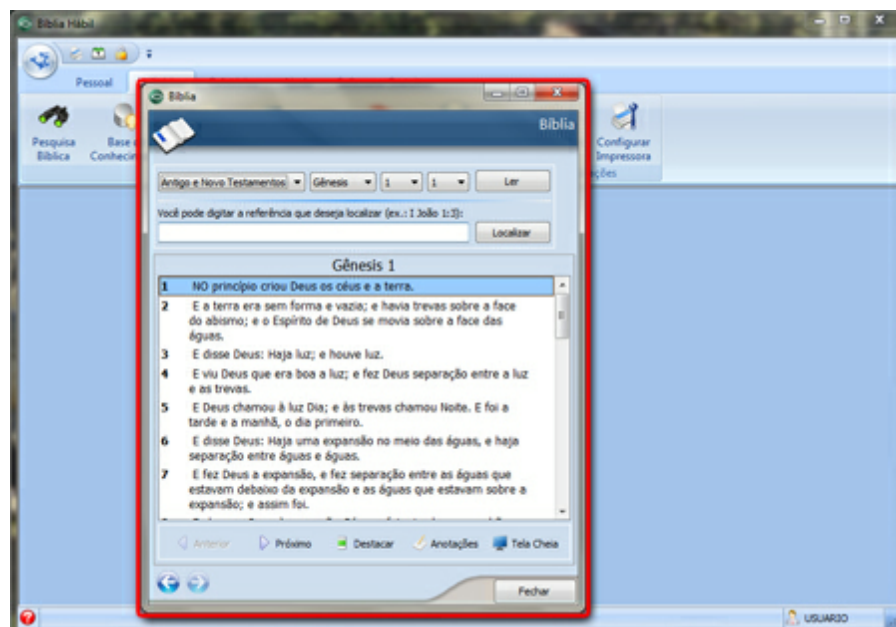 Bíblia Hábil
Pessoal
Pesquisa
Bíblica
Base
Conhecin
Configurar
Impressora
ções
Bíblia
Bíblia
Antigo e Novo Testamentos Gênesis 1 1 Ler
Você pode digitar a referência que deseja localizar (ex.: I João 1:3):
Localizar
Gênesis 1
1 NO princípio criou Deus os céus e a terra.
2 E a terra era sem forma e vazia; e havia trevas sobre a face
do abismo; e o Espírito de Deus se movia sobre a face das
águas.
3 E disse Deus: Haja luz; e houve luz.
4 E viu Deus que era boa a luz; e fez Deus separação entre a luz
e as trevas.
5 E Deus chamou à luz Dia; e às trevas chamou Noite. E foi a
tarde e a manhã, o dia primeiro.
6 E disse Deus: Haja uma expansão no meio das águas, e haja
separação entre águas e águas.
7 E fez Deus a expansão, e fez separação entre as águas que
estavam debaixo da expansão e as águas que estavam sobre a
expansão; e assim foi.
Anterior Próximo Destacar Anotações Tela Cheia
Fechar
USUARIO